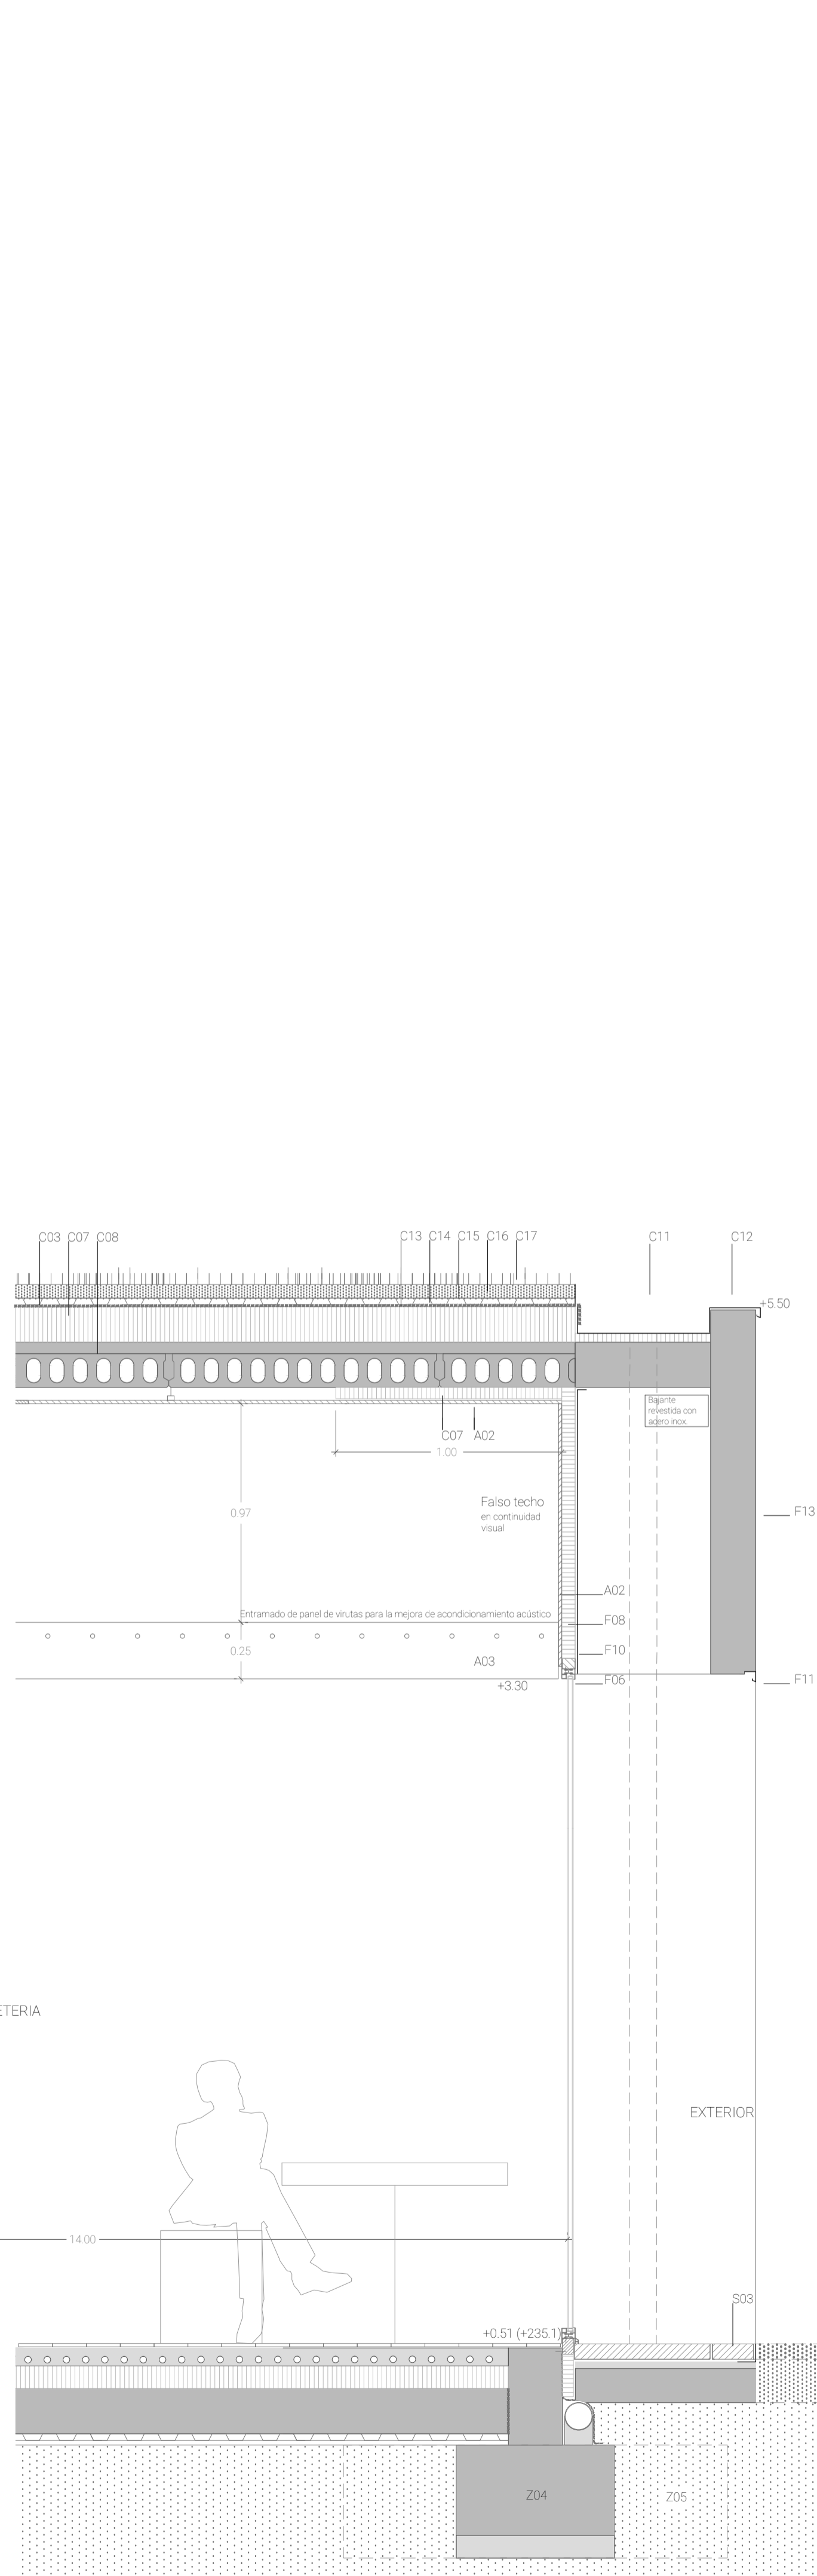 C03 C07 C08 C13 C14 C15 C16 C17 C11 C12
+5.50
Bajante
revestida con
acero inox.
C07 A02
1.00
Falso techo
en continuidad
visual
0.97
F13
A02
Entramado de panel de virutas para la mejora de acondicionamiento acústico
F08
0.25
F10
A03
F06
F11
+3.30
ETERIA
EXTERIOR
14.00
S03
+0.51 (+235.1)
Z04
Z05